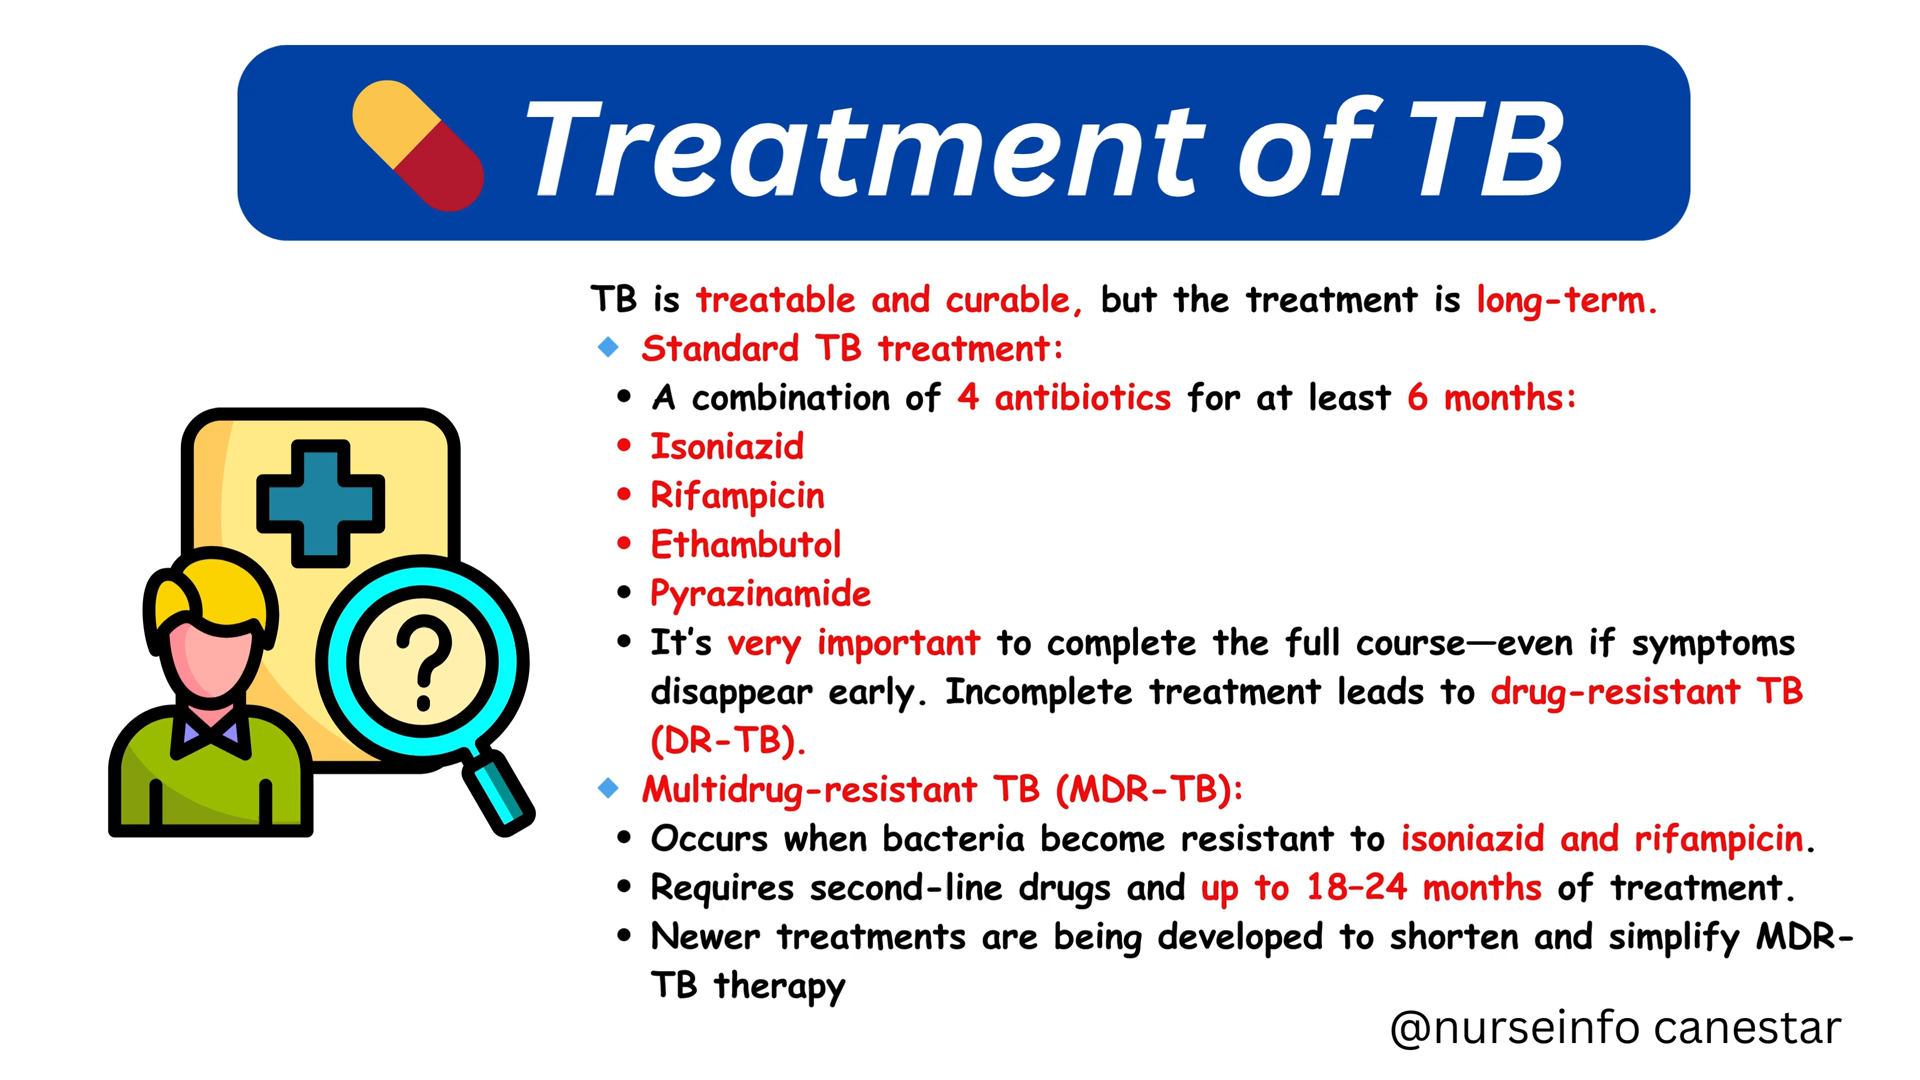 Treatment of TB
TB is treatable and curable, but the treatment is long-term.
Standard TB treatment:
• A combination of 4 antibiotics for at least 6 months:
• Isoniazid
• Rifampicin
• Ethambutol
• Pyrazinamide
• It's very important to complete the full course—even if symptoms
disappear early. Incomplete treatment leads to drug-resistant TB
(DR-TB).
Multidrug-resistant TB (MDR-TB):
• Occurs when bacteria become resistant to isoniazid and rifampicin.
• Requires second-line drugs and up to 18–24 months of treatment.
• Newer treatments are being developed to shorten and simplify MDR-
TB therapy
@nurseinfo canestar